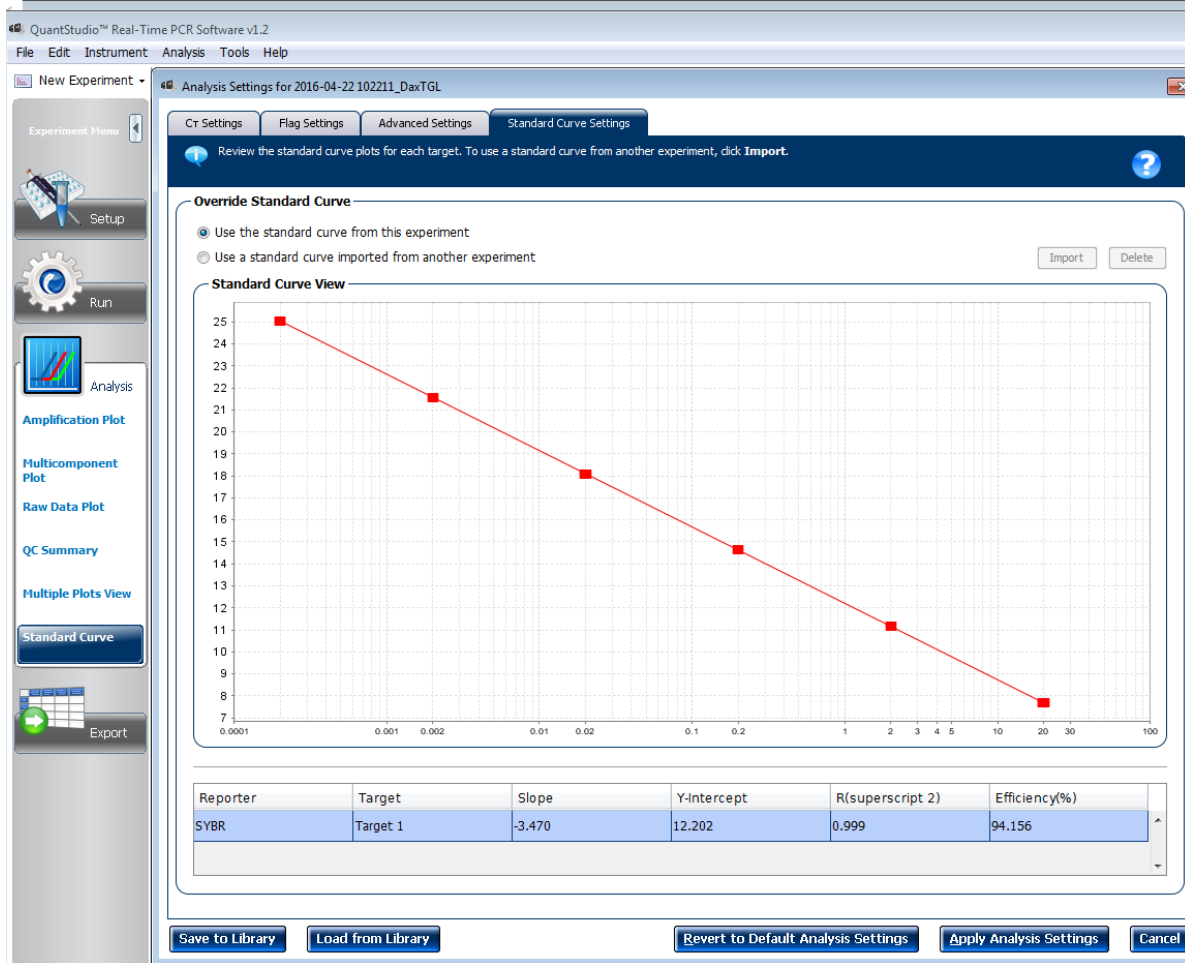 QuantStudio™ Real-Time PCR Software v1.2
File Edit Instrument Analysis Tools Help
New Experiment
Analysis Settings for 2016-04-22 102211_DaxTGL
Experiment Menu
Setup
Run
Analysis
Amplification Plot
Multicomponent
Plot
Raw Data Plot
QC Summary
Multiple Plots View
Standard Curve
Export
CT Settings Flag Settings Advanced Settings Standard Curve Settings
Review the standard curve plots for each target. To use a standard curve from another experiment, click Import.
?
Override Standard Curve
Use the standard curve from this experiment
Use a standard curve imported from another experiment Import Delete
Standard Curve View
25
24
23
22
21
20
19
18
17
16
15
14
13
12
11
10
9
8
7
0.0001 0.001 0.002 0.01 0.02 0.1 0.2 1 2 3 4 5 10 20 30 100
Reporter Target Slope Y-Intercept R(superscript 2) Efficiency(%)
SYBR Target 1 -3.470 12.202 0.999 94.156
Save to Library Load from Library Revert to Default Analysis Settings Apply Analysis Settings Cancel